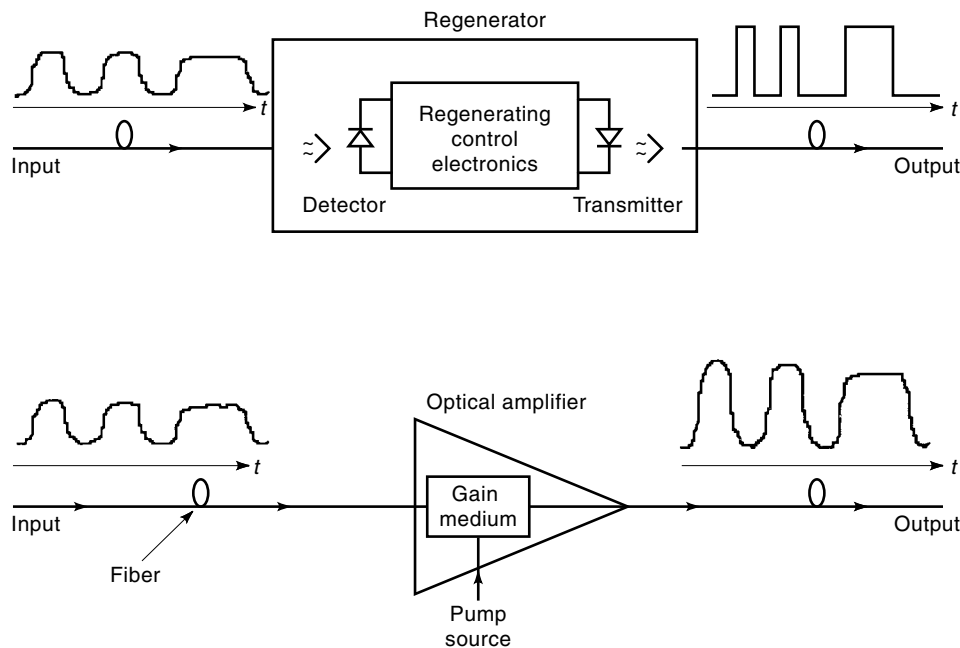 Regenerator
t
Regenerating
control
electronics
t
Input
Output
Detector
Transmitter
Optical amplifier
t
t
Gain
medium
Input
Output
Fiber
Pump
source